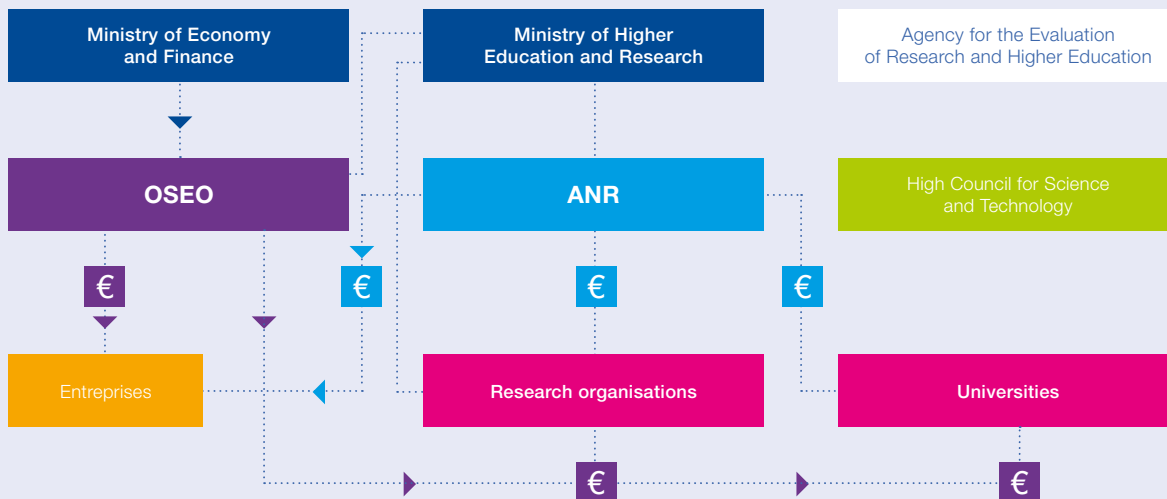 Ministry of Economy
and Finance
Ministry of Higher
Education and Research
Agency for the Evaluation
of Research and Higher Education
OSEO
ANR
High Council for Science
and Technology
€
€
€
€
Entreprises
Research organisations
Universities
€
€